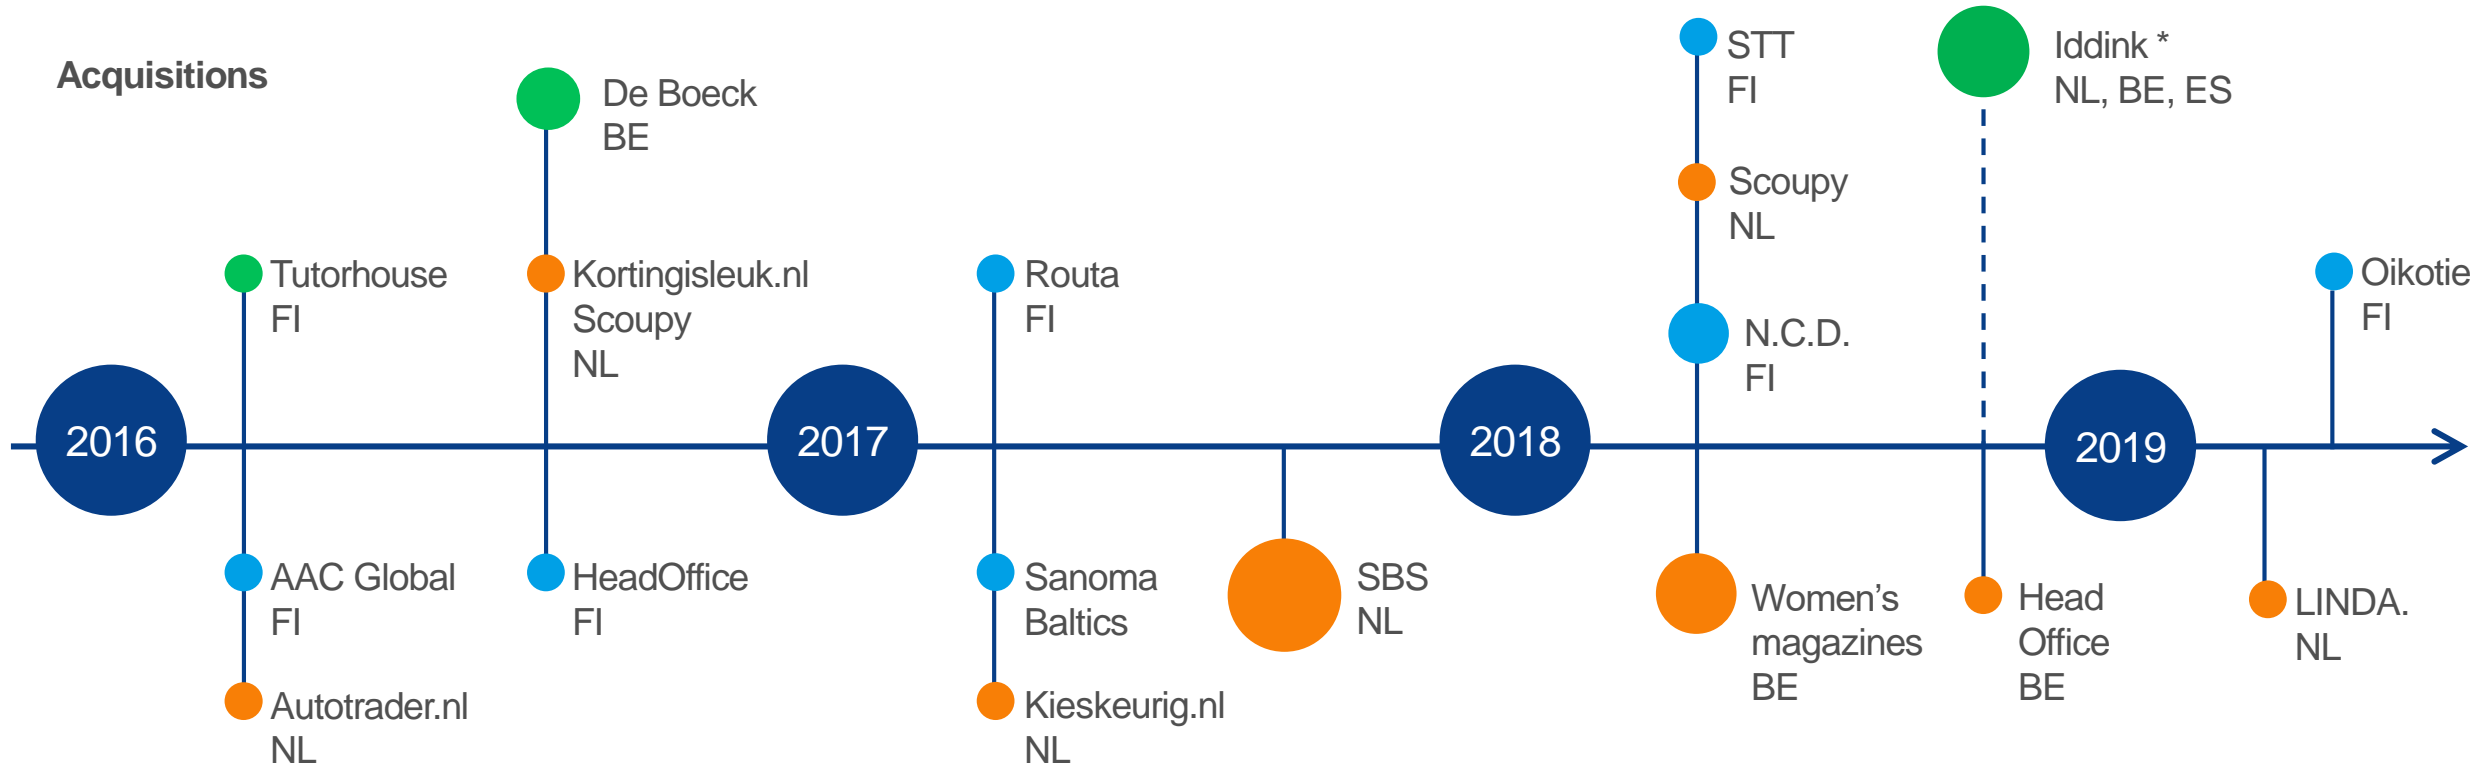 Acquisitions
De Boeck
BE
STT
FI
Iddink *
NL, BE, ES
Scoupy
NL
Tutorhouse
FI
Kortingisleuk.nl
Scoupy
NL
Routa
FI
N.C.D.
FI
Oikotie
FI
2016
2017
2018
2019
AAC Global
FI
Autotrader.nl
NL
HeadOffice
FI
Sanoma
Baltics
Kieskeurig.nl
NL
SBS
NL
Women's
magazines
BE
Head
Office
BE
LINDA.
NL